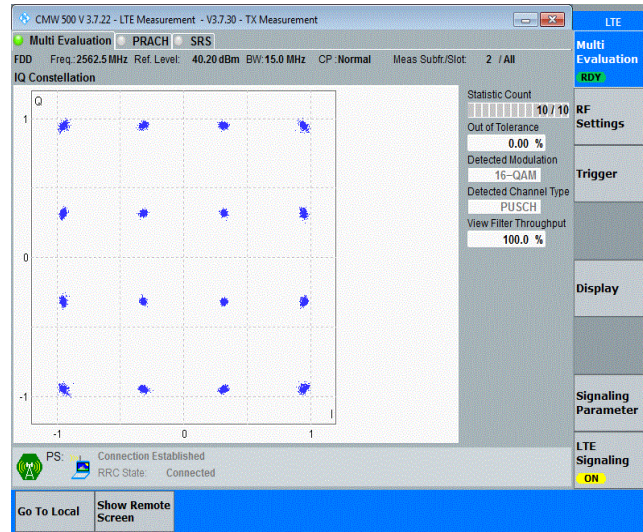 CMW 500 V 3.7.22 - LTE Measurement - V3.7.30 - TX Measurement
LTE
Multi Evaluation PRACH SRS
Multi
Evaluation
RDY
FDD Freq.:2562.5 MHz Ref. Level: 40.20 dBm BW:15.0 MHz CP :Normal Meas Subfr./Slot: 2 / All
IQ Constellation
Q
1
0
-1
I
-1 0 1
Statistic Count
10 / 10
Out of Tolerance
0.00 %
Detected Modulation
16-QAM
Detected Channel Type
PUSCH
View Filter Throughput
100.0 %
RF
Settings
Trigger
Display
Signaling
Parameter
LTE
Signaling
ON
PS: Connection Established
RRC State: Connected
Go To Local
Show Remote
Screen